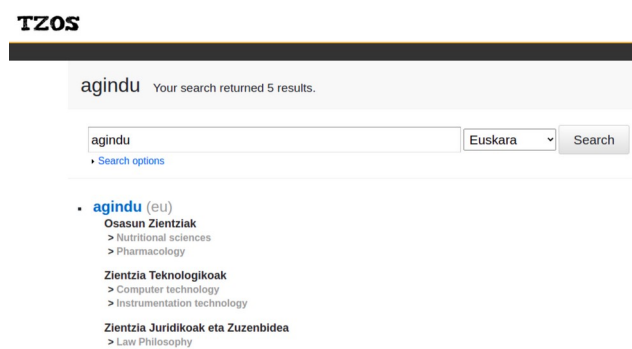 TZOS
agindu Your search returned 5 results.
agindu Euskara Search
Search options
agindu (eu)
Osasun Zientziak
> Nutritional sciences
> Pharmacology
Zientzia Teknologikoak
> Computer technology
> Instrumentation technology
Zientzia Juridikoak eta Zuzenbidea
> Law Philosophy